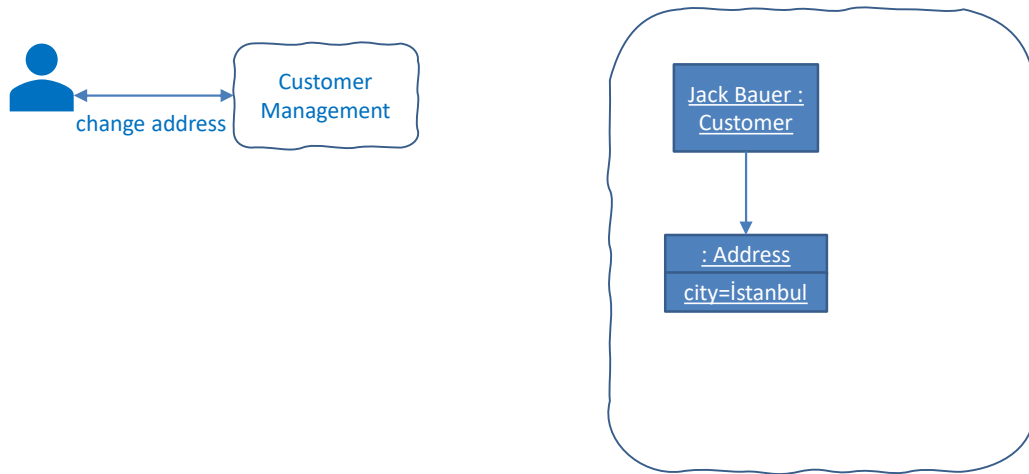 Customer
Management
change address
Jack Bauer :
Customer
: Address
city=İstanbul